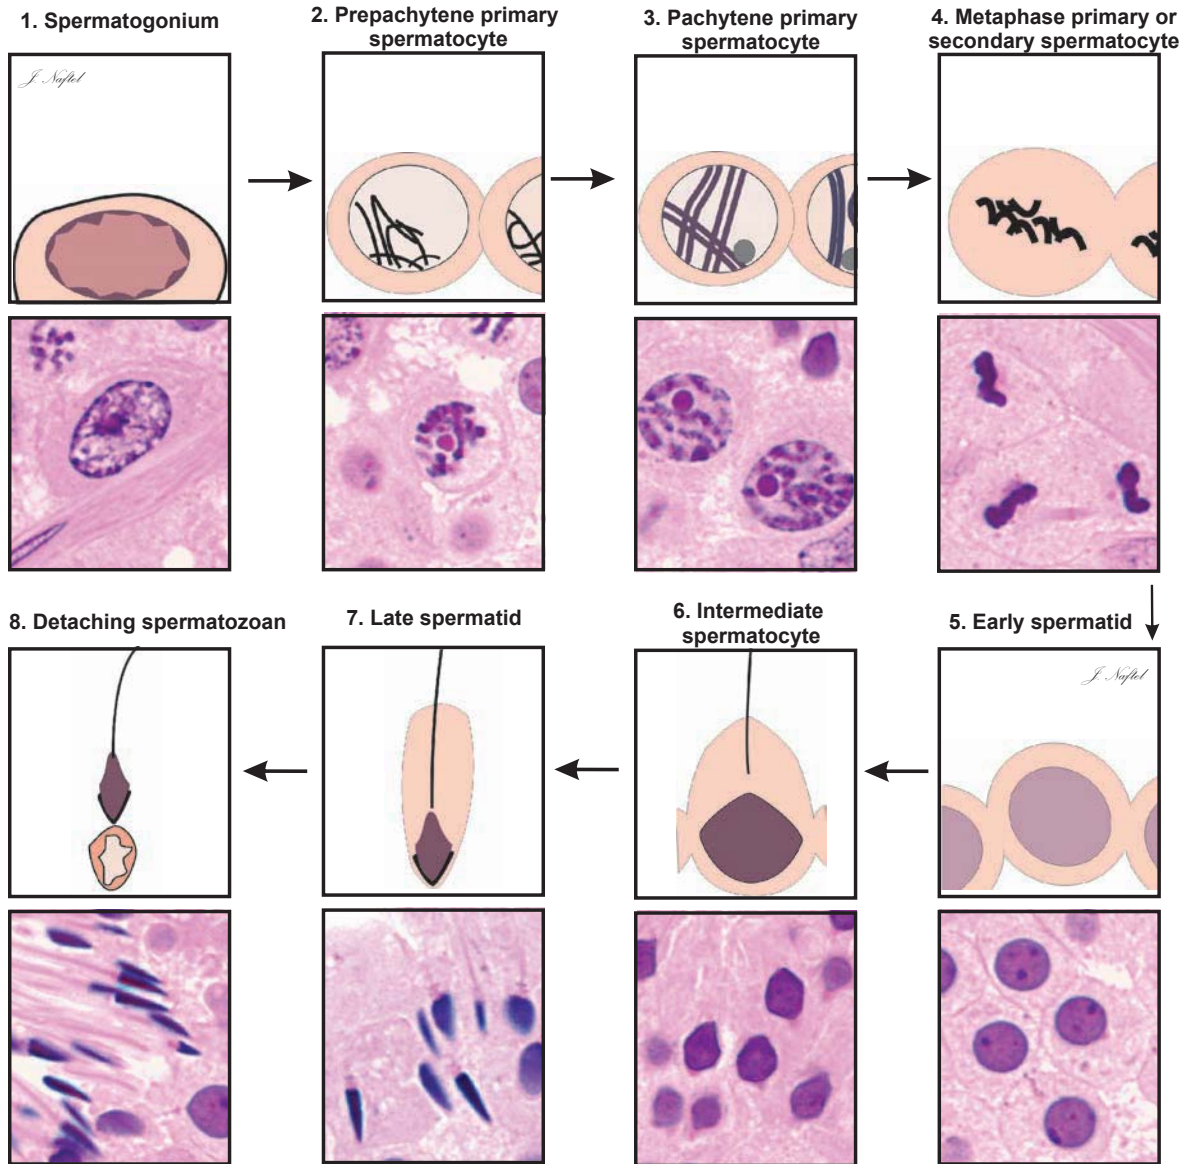 1. Spermatogonium
2. Prepachytene primary
spermatocyte
3. Pachytene primary
spermatocyte
4. Metaphase primary or
secondary spermatocyte
J. Naftel
8. Detaching spermatozoan
7. Late spermatid
6. Intermediate
spermatocyte
5. Early spermatid
J. Naftel